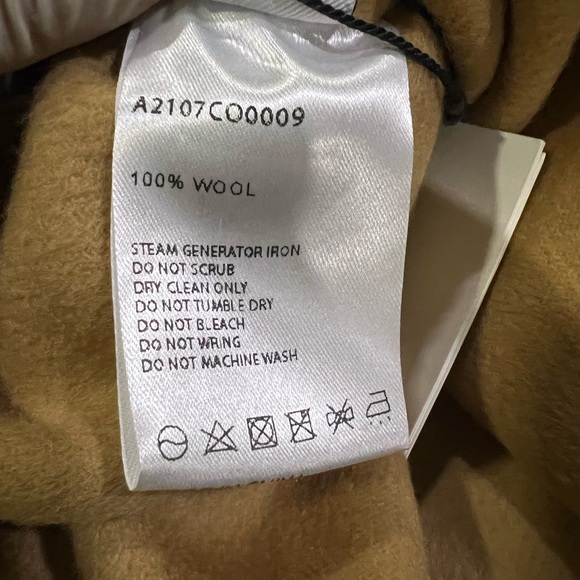 A2107CO0009
100% WOOL
STEAM GENERATOR IRON
DO NOT SCRUB
DRY CLEAN ONLY
DO NOT TUMBLE DRY
DO NOT BLEACH
DO NOT WRING
DO NOT MACHINE WASH